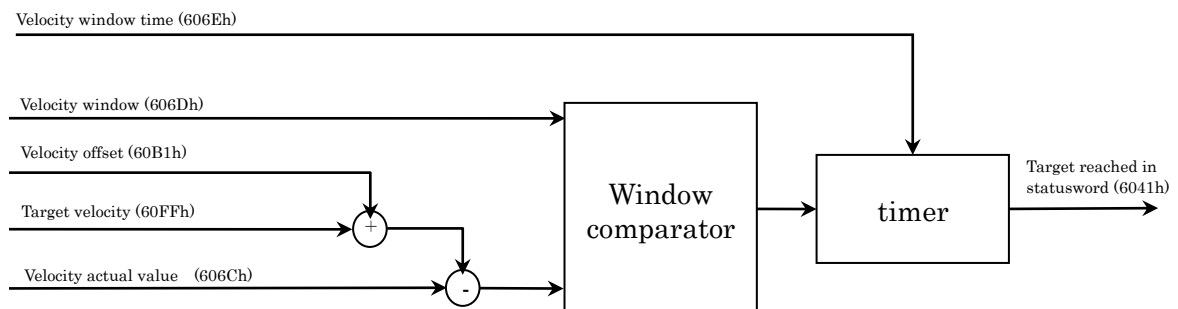 Velocity window time (606Eh)
Velocity window (606Dh)
Velocity offset (60B1h)
Target velocity (60FFh)
+
Velocity actual value (606Ch)
-
Window
comparator
timer
Target reached in
statusword (6041h)